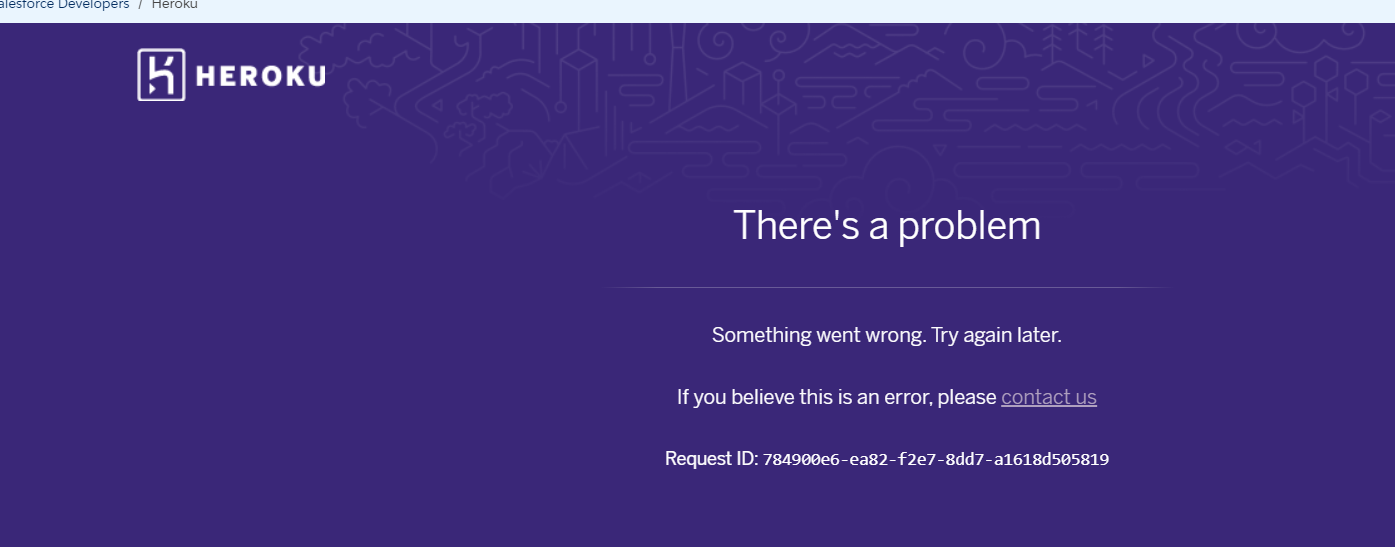 Developers / Heroku
HEROKU
There's a problem
Something went wrong. Try again later.
If you believe this is an error, please contact us
Request ID: 784900e6-ea82-f2e7-8dd7-a1618d505819